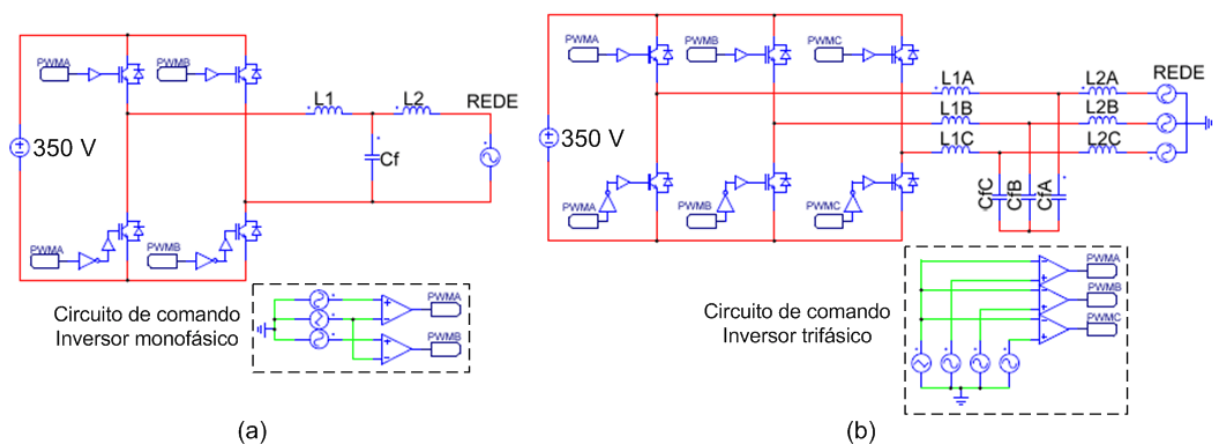 PWMA
PWMB
L1
L2
REDE
350 V
Cf
PWMA
PWMB
Circuito de comando
Inversor monofásico
PWMA
PWMB
(a)
PWMA
PWMB
PWMC
L1A
L2A
REDE
L1B
L2B
L1C
L2C
350 V
CfC
CfB
CfA
PWMA
PWMB
PWMC
Circuito de comando
Inversor trifásico
PWMA
PWMB
PWMC
(b)